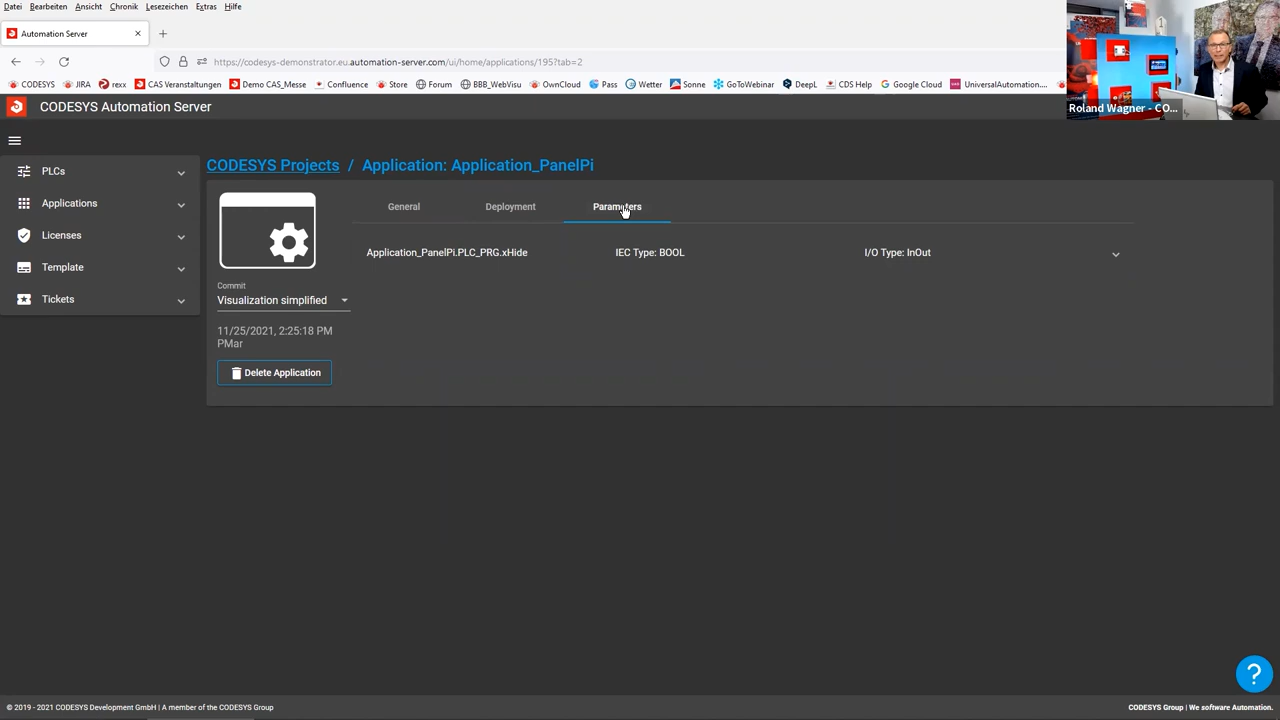 Datei Bearbeiten Ansicht Chronik Lesezeichen Extras Hilfe
Automation Server
https://codesys-demonstrator.eu.automation-server.com/ui/home/applications/195?tab=2
CODESYS JIRA rexx CAS Veranstaltungen Demo CAS_Messe Confluence Store Forum BBB_WebVisu OwnCloud Pass Wetter Sonne GoToWebinar DeepL CDS Help Google Cloud UniversalAutomation....
Roland Wagner - CO...
CODESYS Automation Server
PLCs
Applications
Licenses
Template
Tickets
CODESYS Projects / Application: Application_PanelPi
General Deployment Parameters
Application_PanelPi.PLC_PRG.xHide IEC Type: BOOL I/O Type: InOut
Commit
Visualization simplified
11/25/2021, 2:25:18 PM
PMar
Delete Application
?
© 2019 - 2021 CODESYS Development GmbH | A member of the CODESYS Group
CODESYS Group | We software Automation.